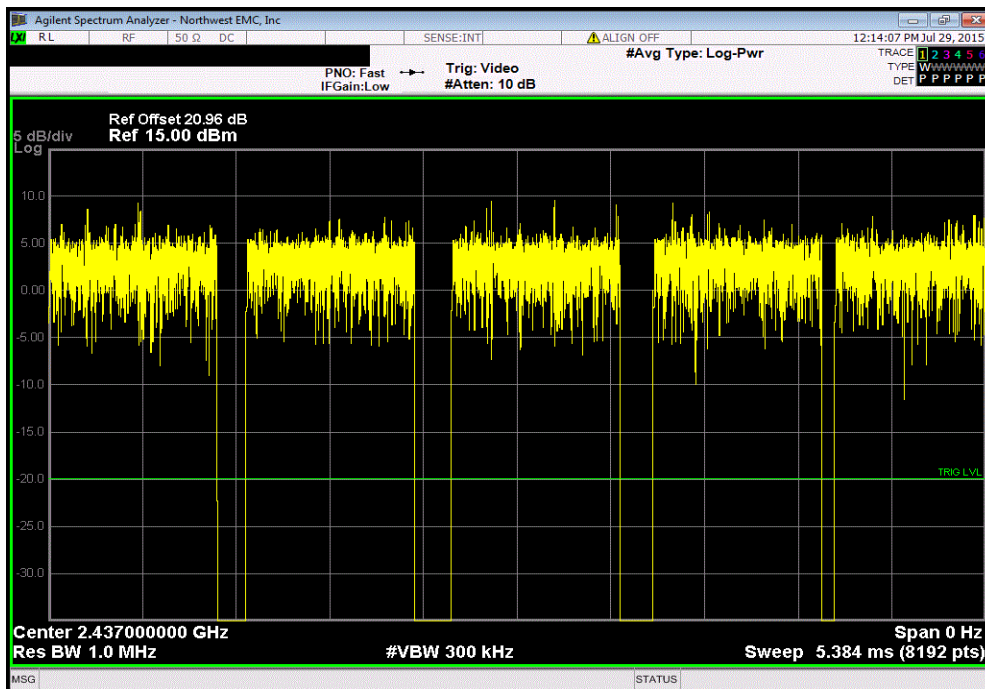 Agilent Spectrum Analyzer - Northwest EMC, Inc
LXI RL RF 50 Ω DC SENSE:INT ALIGN OFF 12:14:07 PM Jul 29, 2015
#Avg Type: Log-Pwr TRACE 1 2 3 4 5 6
PNO: Fast Trig: Video TYPE WWWWWW
IFGain:Low #Atten: 10 dB DET P P P P P P
Ref Offset 20.96 dB
5 dB/div Ref 15.00 dBm
Log
10.0
5.00
0.00
-5.00
-10.0
-15.0
-20.0 TRIG LVL
-25.0
-30.0
Center 2.437000000 GHz Span 0 Hz
Res BW 1.0 MHz #VBW 300 kHz Sweep 5.384 ms (8192 pts)
MSG STATUS